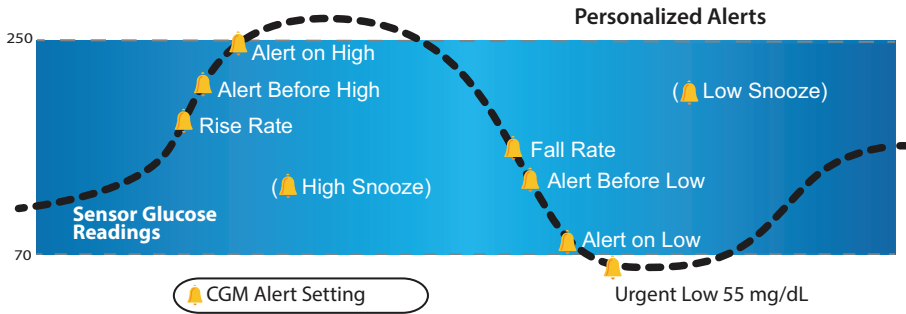 Personalized Alerts
250
Alert on High
Alert Before High
(Low Snooze)
Rise Rate
Fall Rate
Alert Before Low
(High Snooze)
Sensor Glucose
Readings
Alert on Low
70
CGM Alert Setting
Urgent Low 55 mg/dL